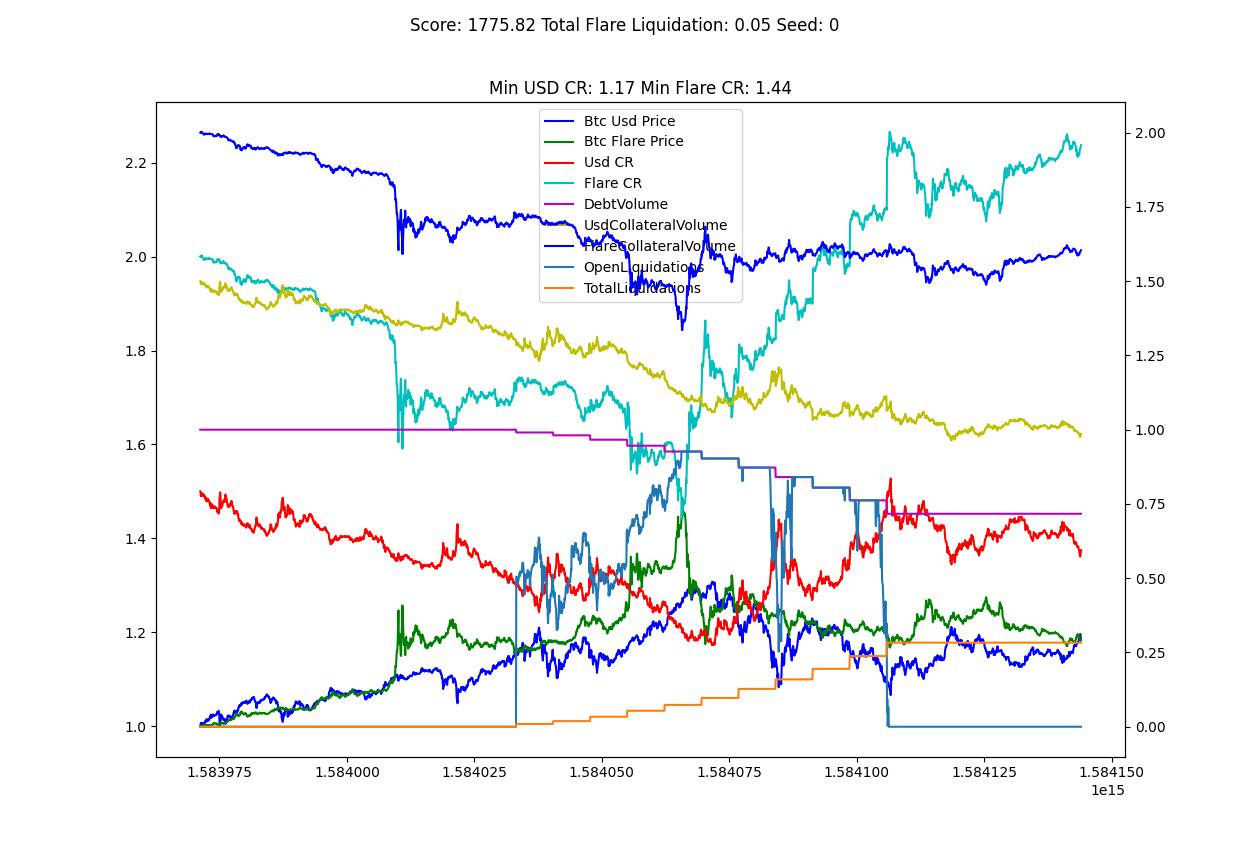 Score: 1775.82 Total Flare Liquidation: 0.05 Seed: 0
Min USD CR: 1.17 Min Flare CR: 1.44
Btc Usd Price
Btc Flare Price
Usd CR
Flare CR
DebtVolume
UsdCollateralVolume
FlareCollateralVolume
OpenLiquidations
TotalLiquidations
2.2
2.0
1.8
1.6
1.4
1.2
1.0
2.00
1.75
1.50
1.25
1.00
0.75
0.50
0.25
0.00
1.583975 1.584000 1.584025 1.584050 1.584075 1.584100 1.584125 1.584150
1e15